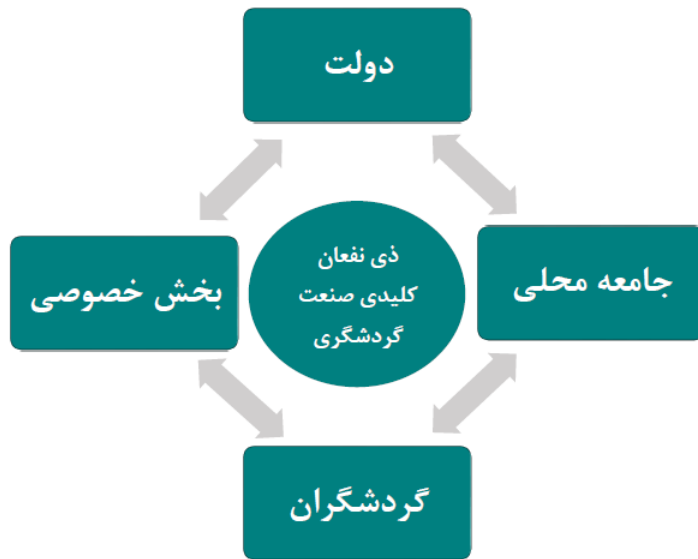 دولت
جامعه محلی
ذی نفعان
کلیدی صنعت
گردشگری
بخش خصوصی
گردشگران